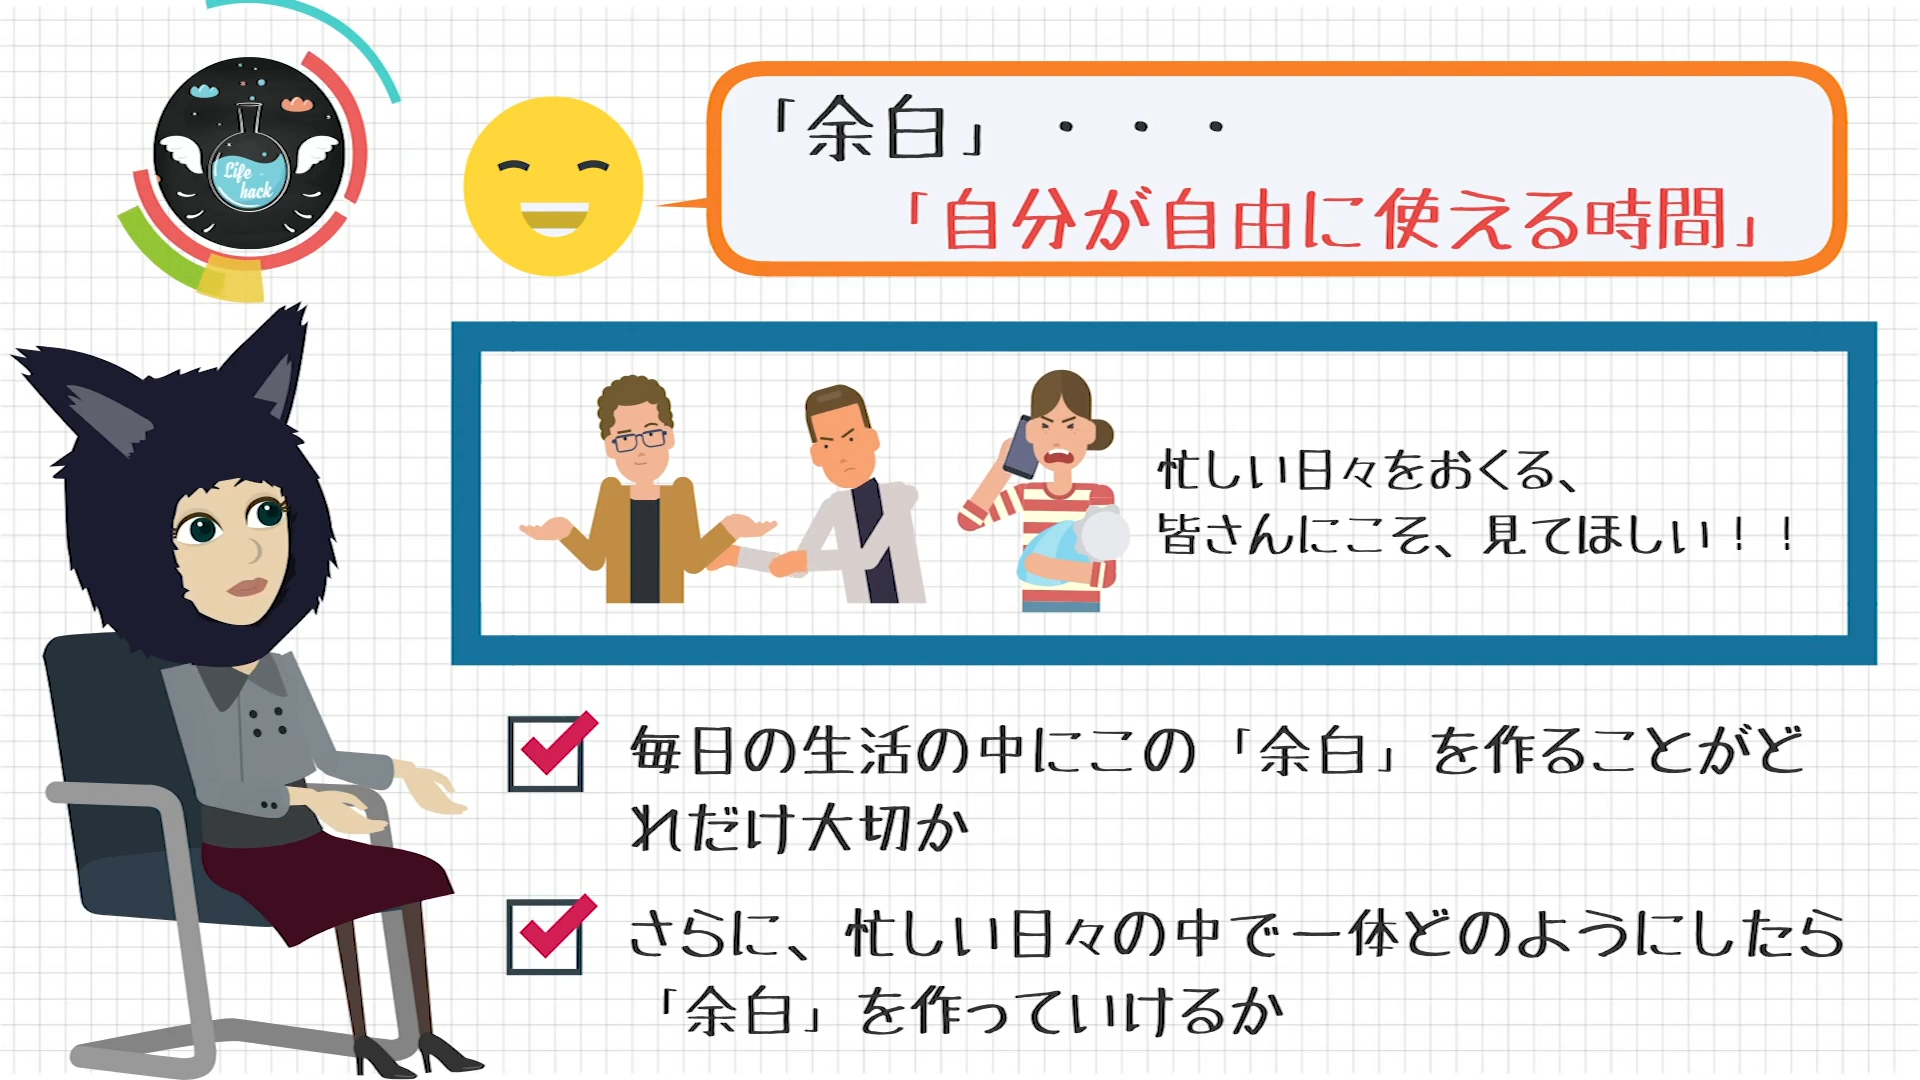 Life
hack
「余白」・・・
「自分が自由に使える時間」
忙しい日々をおくる、
皆さんにこそ、見てほしい！！
毎日の生活の中にこの「余白」を作ることがど
れだけ大切か
さらに、忙しい日々の中で一体どのようにしたら
「余白」を作っていけるか